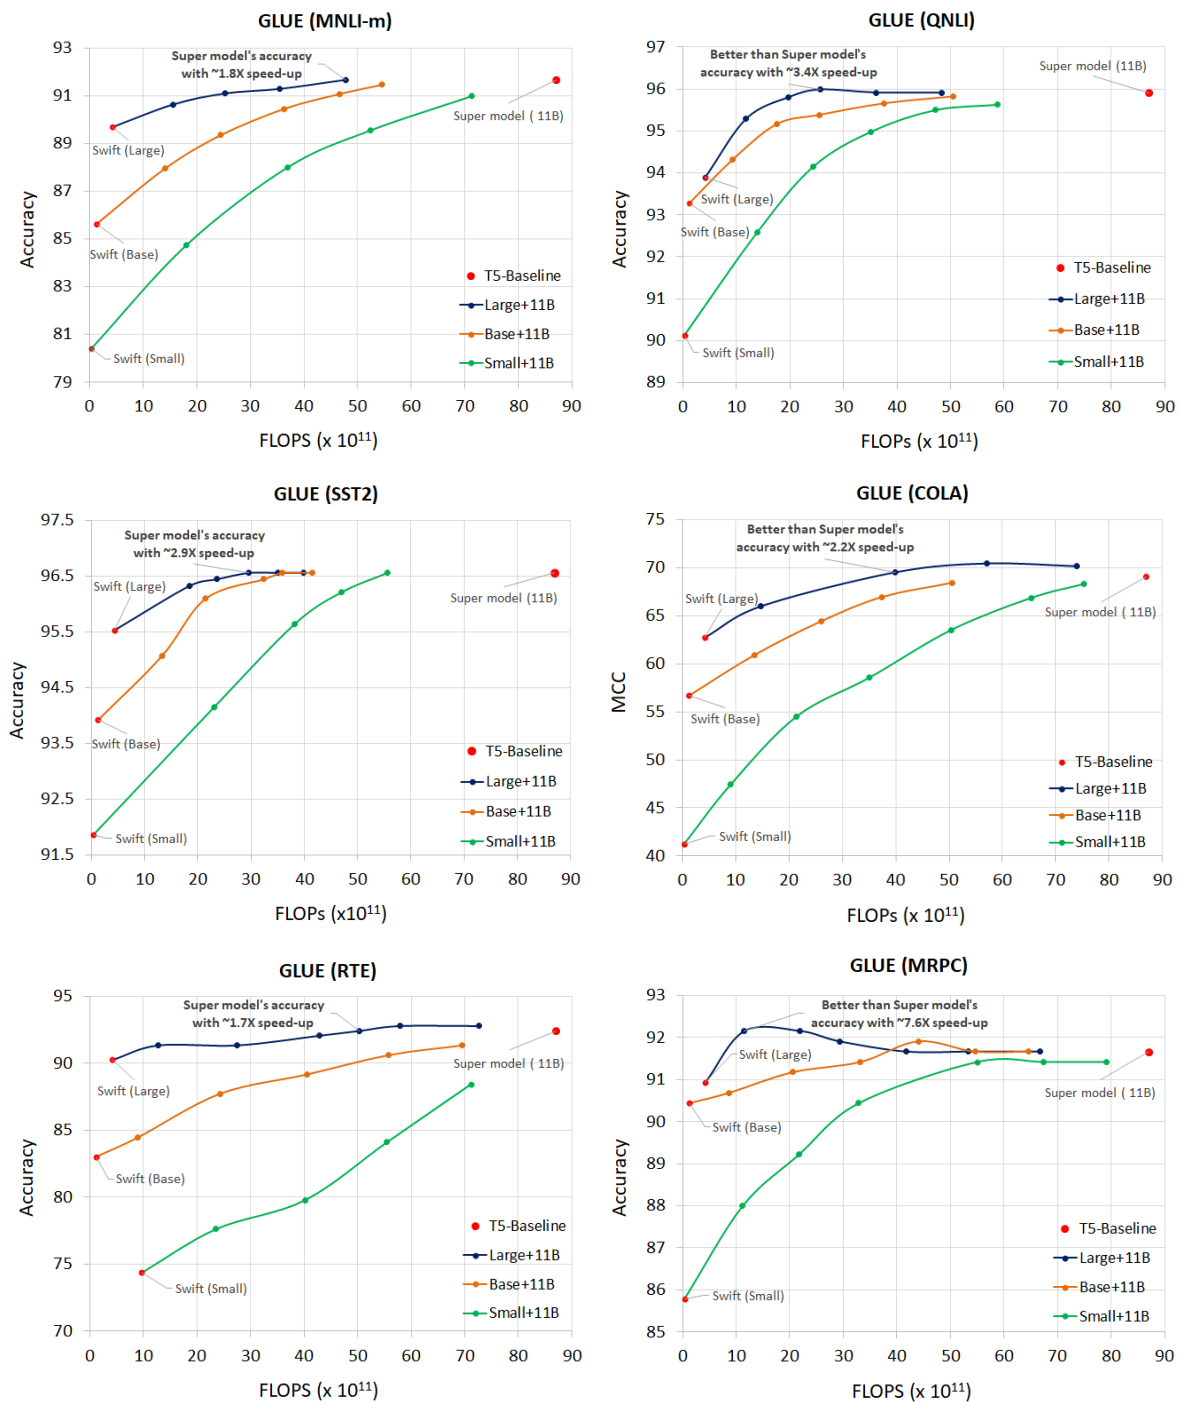 GLUE (MNLI-m)
93
91
89
87
85
83
81
79
Accuracy
Super model's accuracy
with ~1.8X speed-up
Super model ( 11B)
Swift (Large)
Swift (Base)
Swift (Small)
T5-Baseline
Large+11B
Base+11B
Small+11B
0 10 20 30 40 50 60 70 80 90
FLOPS (x 10¹¹)
GLUE (QNLI)
97
96
95
94
93
92
91
90
89
Accuracy
Better than Super model's
accuracy with ~3.4X speed-up
Super model (11B)
Swift (Large)
Swift (Base)
Swift (Small)
T5-Baseline
Large+11B
Base+11B
Small+11B
0 10 20 30 40 50 60 70 80 90
FLOPs (x 10¹¹)
GLUE (SST2)
97.5
96.5
95.5
94.5
93.5
92.5
91.5
Accuracy
Super model's accuracy
with ~2.9X speed-up
Swift (Large)
Super model (11B)
Swift (Base)
Swift (Small)
T5-Baseline
Large+11B
Base+11B
Small+11B
0 10 20 30 40 50 60 70 80 90
FLOPs (x10¹¹)
GLUE (COLA)
75
70
65
60
55
50
45
40
MCC
Better than Super model's
accuracy with ~2.2X speed-up
Swift (Large)
Super model ( 11B)
Swift (Base)
Swift (Small)
T5-Baseline
Large+11B
Base+11B
Small+11B
0 10 20 30 40 50 60 70 80 90
FLOPs (x 10¹¹)
GLUE (RTE)
95
90
85
80
75
70
Accuracy
Super model's accuracy
with ~1.7X speed-up
Super model ( 11B)
Swift (Large)
Swift (Base)
Swift (Small)
T5-Baseline
Large+11B
Base+11B
Small+11B
0 10 20 30 40 50 60 70 80 90
FLOPS (x 10¹¹)
GLUE (MRPC)
93
92
91
90
89
88
87
86
85
Accuracy
Better than Super model's
accuracy with ~7.6X speed-up
Swift (Large)
Super model ( 11B)
Swift (Base)
Swift (Small)
T5-Baseline
Large+11B
Base+11B
Small+11B
0 10 20 30 40 50 60 70 80 90
FLOPS (x 10¹¹)